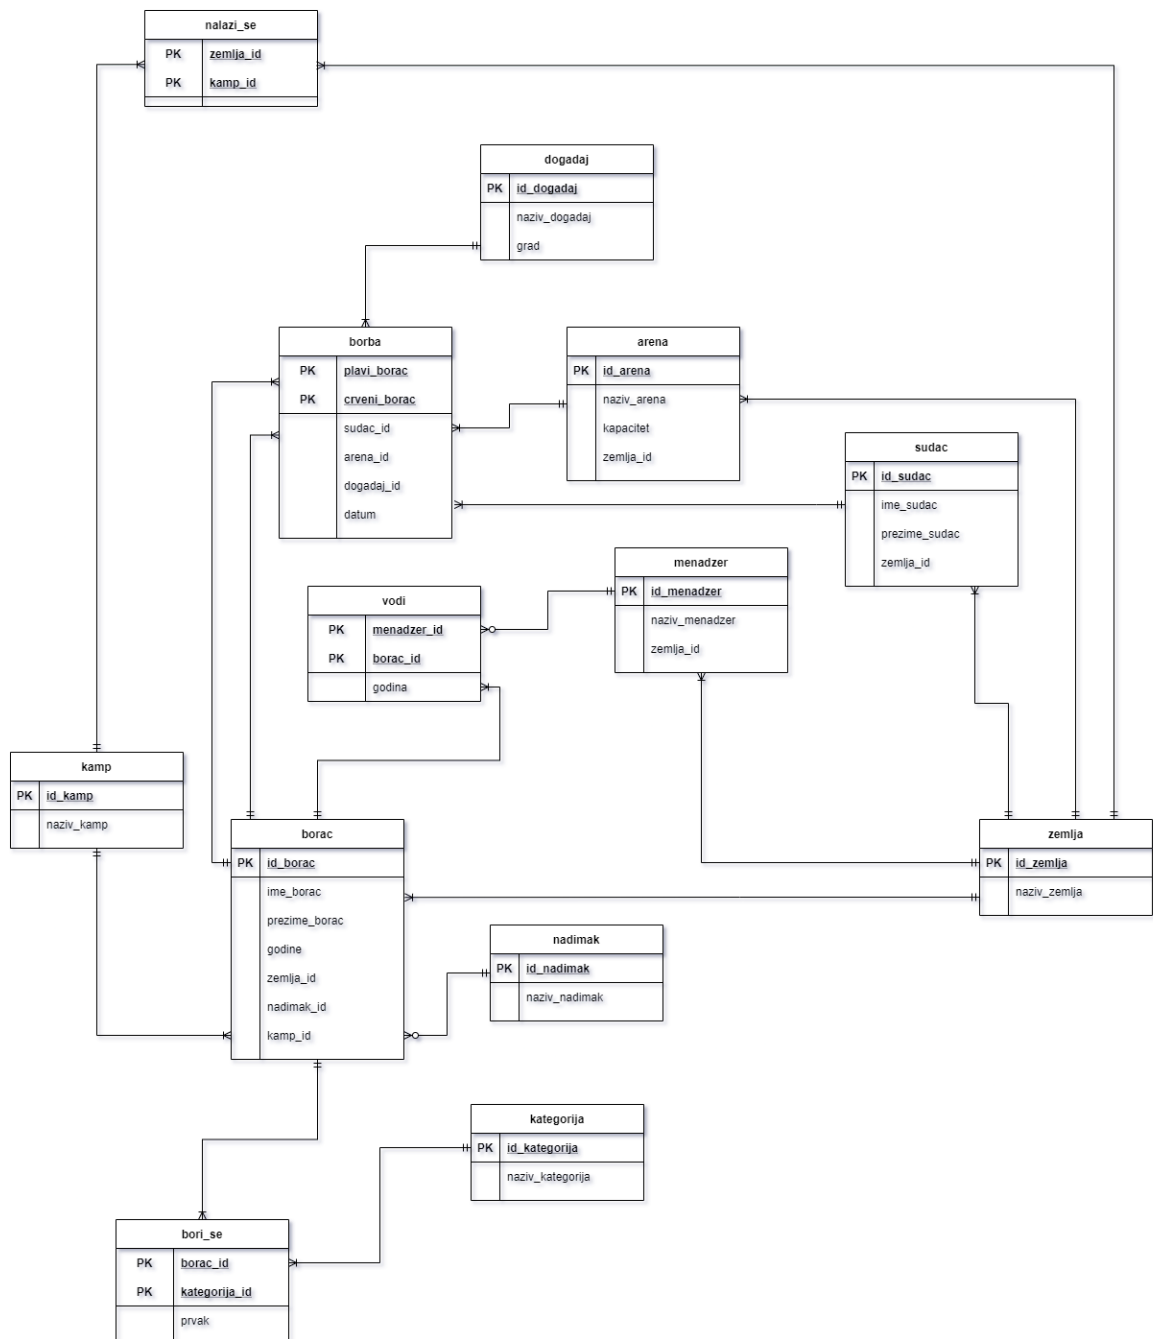 nalazi_se
PK zemlja_id
PK kamp_id
dogadaj
PK id_dogadaj
naziv_dogadaj
grad
borba
PK plavi_borac
PK crveni_borac
sudac_id
arena_id
dogadaj_id
datum
arena
PK id_arena
naziv_arena
kapacitet
zemlja_id
sudac
PK id_sudac
ime_sudac
prezime_sudac
zemlja_id
menadzer
PK id_menadzer
naziv_menadzer
zemlja_id
vodi
PK menadzer_id
PK borac_id
godina
kamp
PK id_kamp
naziv_kamp
borac
PK id_borac
ime_borac
prezime_borac
godine
zemlja_id
nadimak_id
kamp_id
zemlja
PK id_zemlja
naziv_zemlja
nadimak
PK id_nadimak
naziv_nadimak
kategorija
PK id_kategorija
naziv_kategorija
bori_se
PK borac_id
PK kategorija_id
prvak